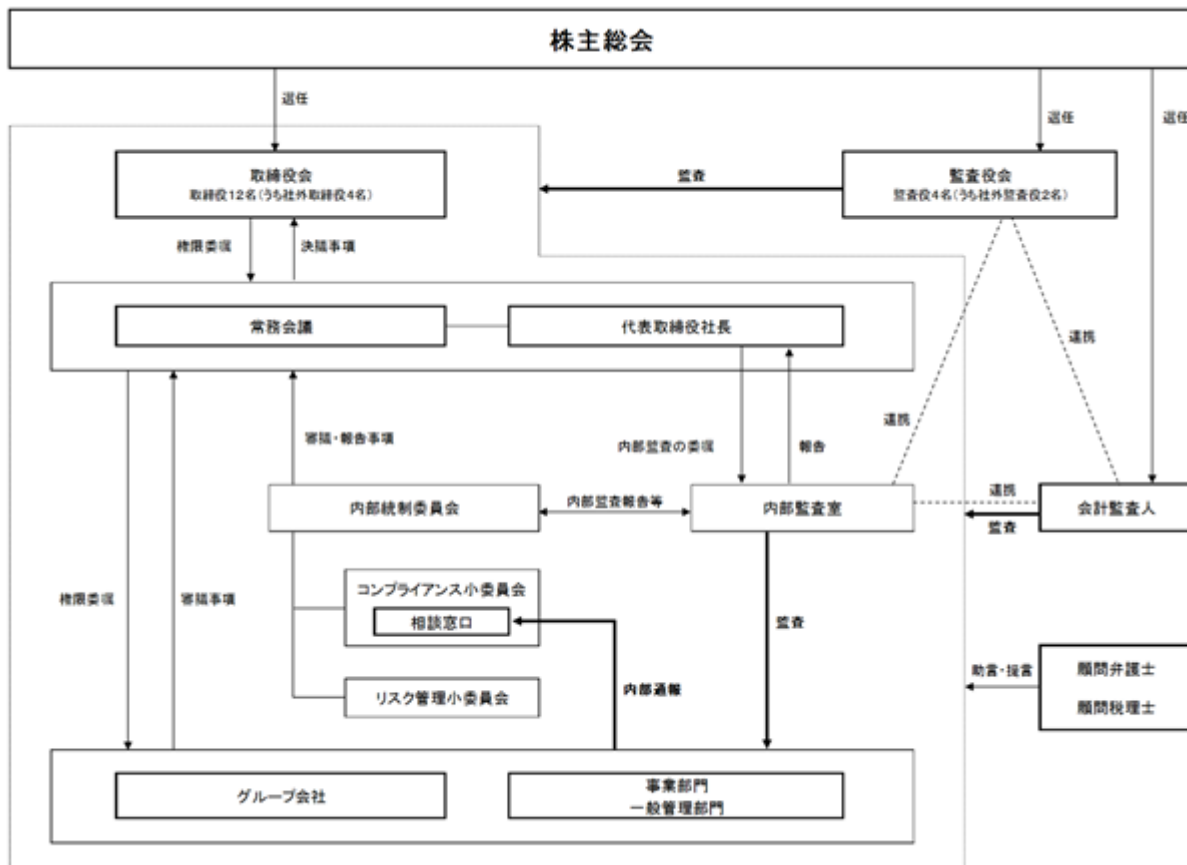 株主総会
選任
選任
選任
取締役会
取締役12名(うち社外取締役4名)
監査
監査役会
監査役4名(うち社外監査役2名)
権限委嘱
決議事項
常務会議
代表取締役社長
連携
連携
審議・報告事項
内部監査の委嘱
報告
内部統制委員会
内部監査報告等
内部監査室
連携
会計監査人
監査
権限委嘱
審議事項
コンプライアンス小委員会
相談窓口
監査
内部通報
リスク管理小委員会
助言・提言
顧問弁護士
顧問税理士
グループ会社
事業部門
一般管理部門